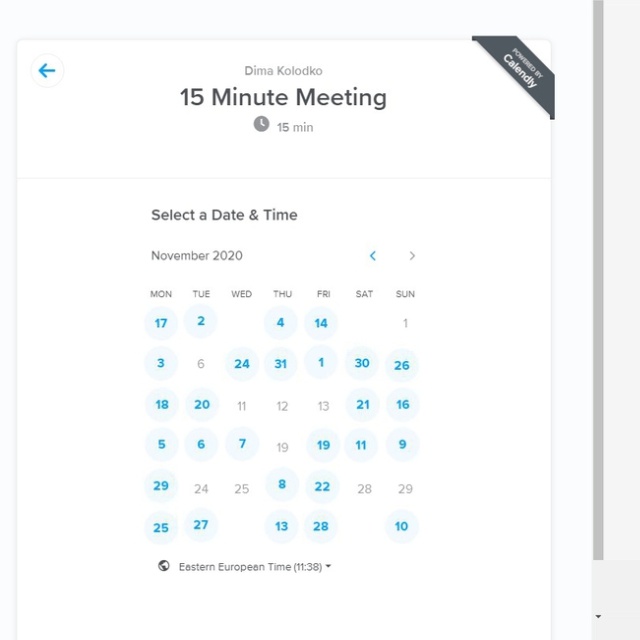 POWERED BY
Calendly
Dima Kolodko
15 Minute Meeting
15 min
Select a Date & Time
November 2020
MON TUE WED THU FRI SAT SUN
17 2 4 14 1
3 6 24 31 1 30 26
18 20 11 12 13 21 16
5 6 7 19 19 11 9
29 24 25 8 22 28 29
25 27 13 28 10
Eastern European Time (11:38)